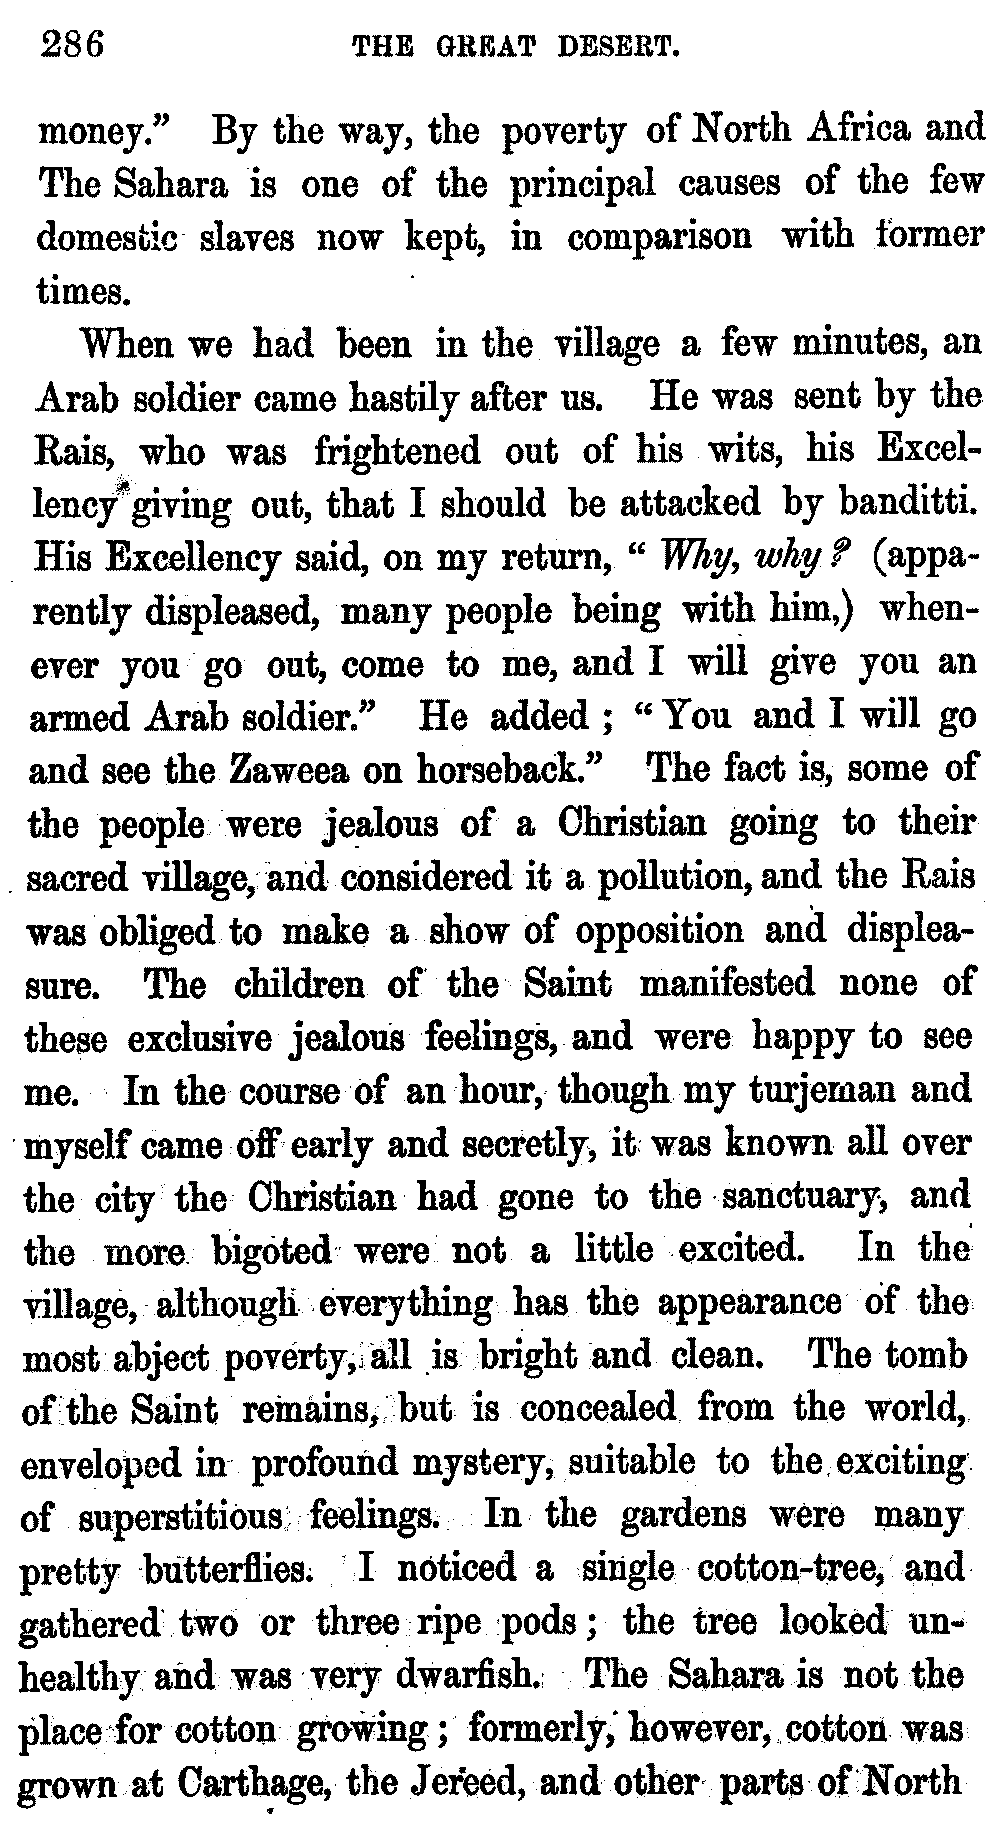 286 THE GREAT DESERT.
money.” By the way, the poverty of North Africa and
The Sahara is one of the principal causes of the few
domestic slaves now kept, in comparison with former
times.
When we had been in the village a few minutes, an
Arab soldier came hastily after us. He was sent by the
Rais, who was frightened out of his wits, his Excel-
lency giving out, that I should be attacked by banditti.
His Excellency said, on my return, “ Why, why? (appa-
rently displeased, many people being with him,) when-
ever you go out, come to me, and I will give you an
armed Arab soldier.” He added ; “ You and I will go
and see the Zaweea on horseback.” The fact is, some of
the people were jealous of a Christian going to their
sacred village, and considered it a pollution, and the Rais
was obliged to make a show of opposition and displea-
sure. The children of the Saint manifested none of
these exclusive jealous feelings, and were happy to see
me. In the course of an hour, though my turjeman and
myself came off early and secretly, it was known all over
the city the Christian had gone to the sanctuary, and
the more bigoted were not a little excited. In the
village, although everything has the appearance of the
most abject poverty, all is bright and clean. The tomb
of the Saint remains, but is concealed from the world,
enveloped in profound mystery, suitable to the exciting
of superstitious feelings. In the gardens were many
pretty butterflies. I noticed a single cotton-tree, and
gathered two or three ripe pods ; the tree looked un-
healthy and was very dwarfish. The Sahara is not the
place for cotton growing ; formerly, however, cotton was
grown at Carthage, the Jereed, and other parts of North